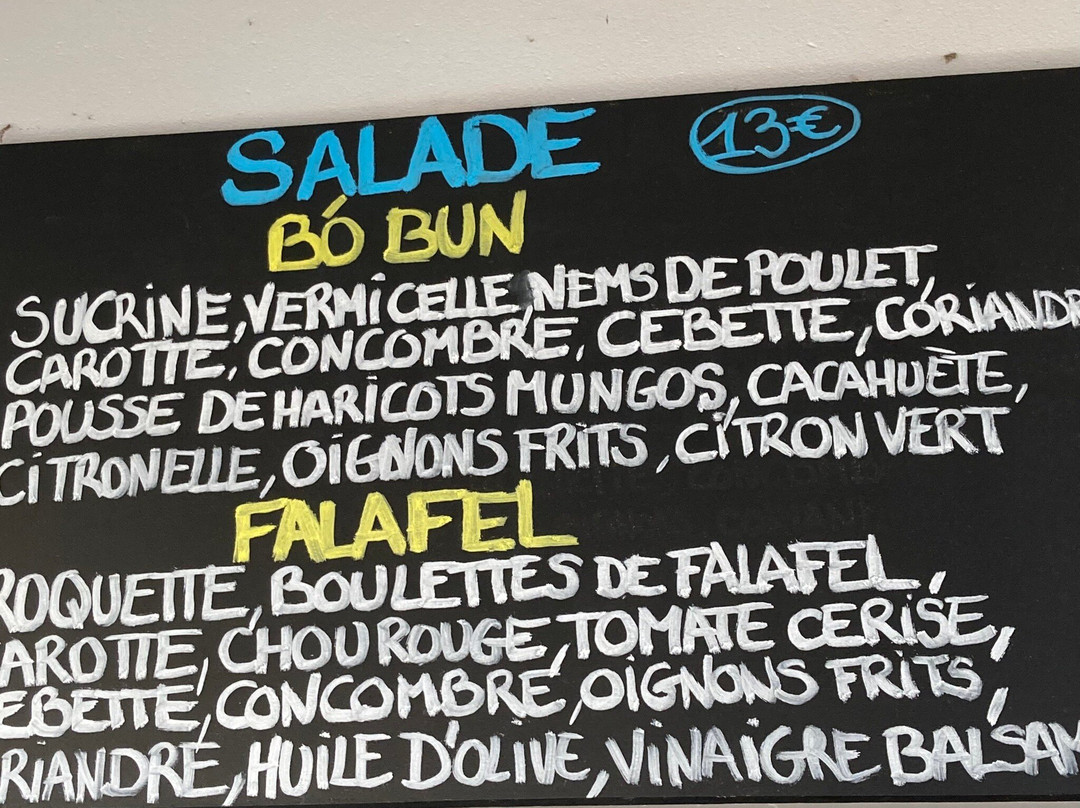 SALADE 13€
BÓ BUN
SUCRINE, VERMICELLE, NEMS DE POULET,
CAROTTE, CONCOMBRE, CEBETTE, CORIANDR
POUSSE DE HARICOTS MUNGOS, CACAHUÈTE,
CITRONELLE, OIGNONS FRITS, CITRON VERT
FALAFEL
ROQUETTE, BOULETTES DE FALAFEL,
AROTTE, CHOU ROUGE, TOMATE CERISE,
EBETTE, CONCOMBRE, OIGNONS FRITS,
RIANDRE, HUILE D'OLIVE, VINAIGRE BALSAM